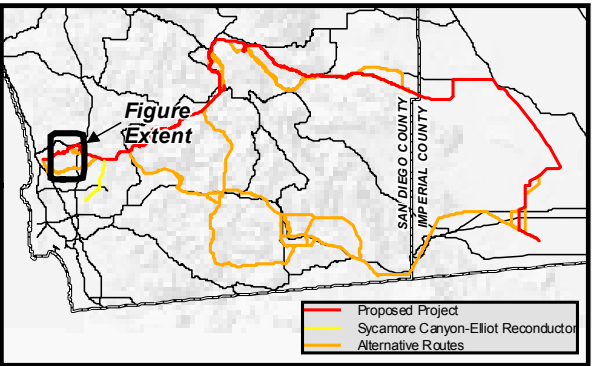 Figure
Extent
SAN DIEGO COUNTY
IMPERIAL COUNTY
Proposed Project
Sycamore Canyon-Elliot Reconductor
Alternative Routes